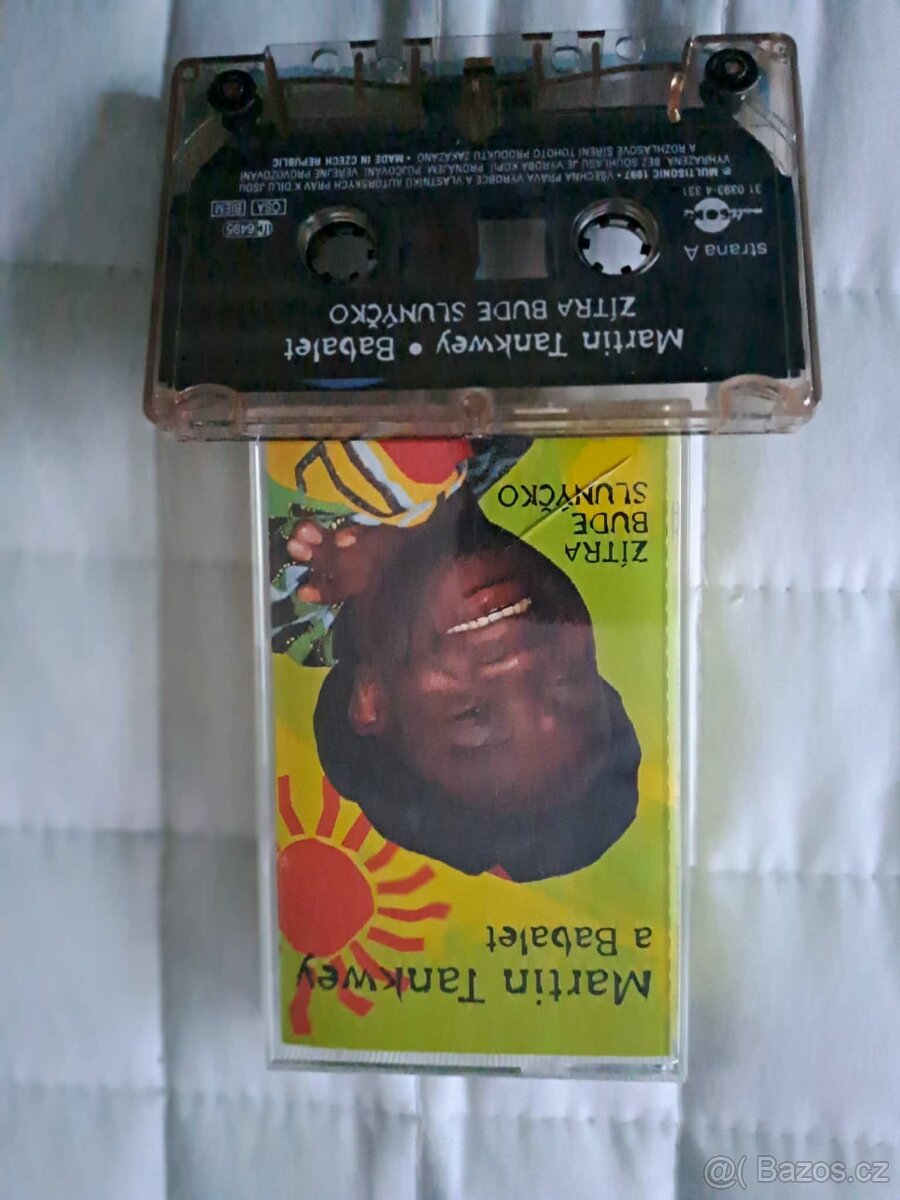 Martin Tankwey
a Babalet
ZÍTRA
BUDE
SLUNÝČKO
Martin Tankwey • Babalet
ZÍTRA BUDE SLUNÝČKO
strana A
multisonic
31 0393-4 331
LC 6495
OSA BIEM
℗ MULTISONIC 1997 • VŠECHNA PRÁVA VÝROBCE A VLASTNÍKŮ AUTORSKÝCH PRÁV K DÍLU JSOU
VYHRAZENA. BEZ SOUHLASU JE VÝROBA KOPIÍ, PRONÁJEM, PŮJČOVÁNÍ, VEŘEJNÉ PROVOZOVÁNÍ
A ROZHLASOVÉ ŠÍŘENÍ TOHOTO PRODUKTU ZAKÁZÁNO • MADE IN CZECH REPUBLIC
@( Bazos.cz